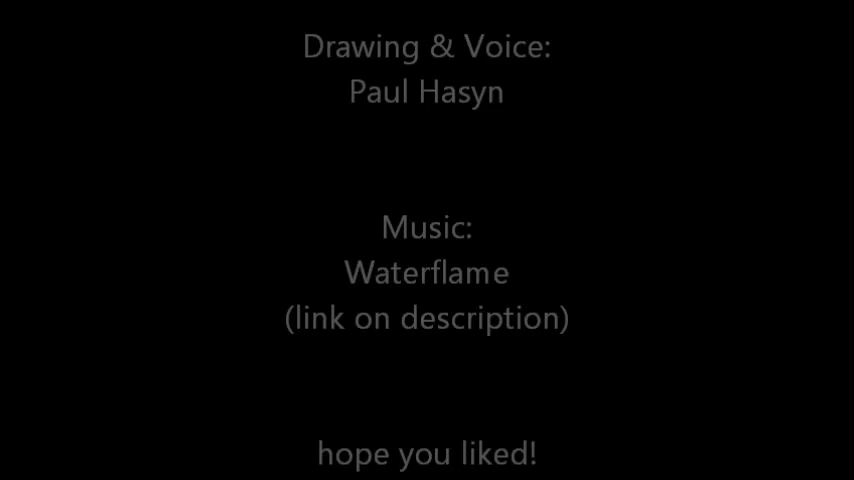 Drawing & Voice:
Paul Hasyn
Music:
Waterflame
(link on description)
hope you liked!